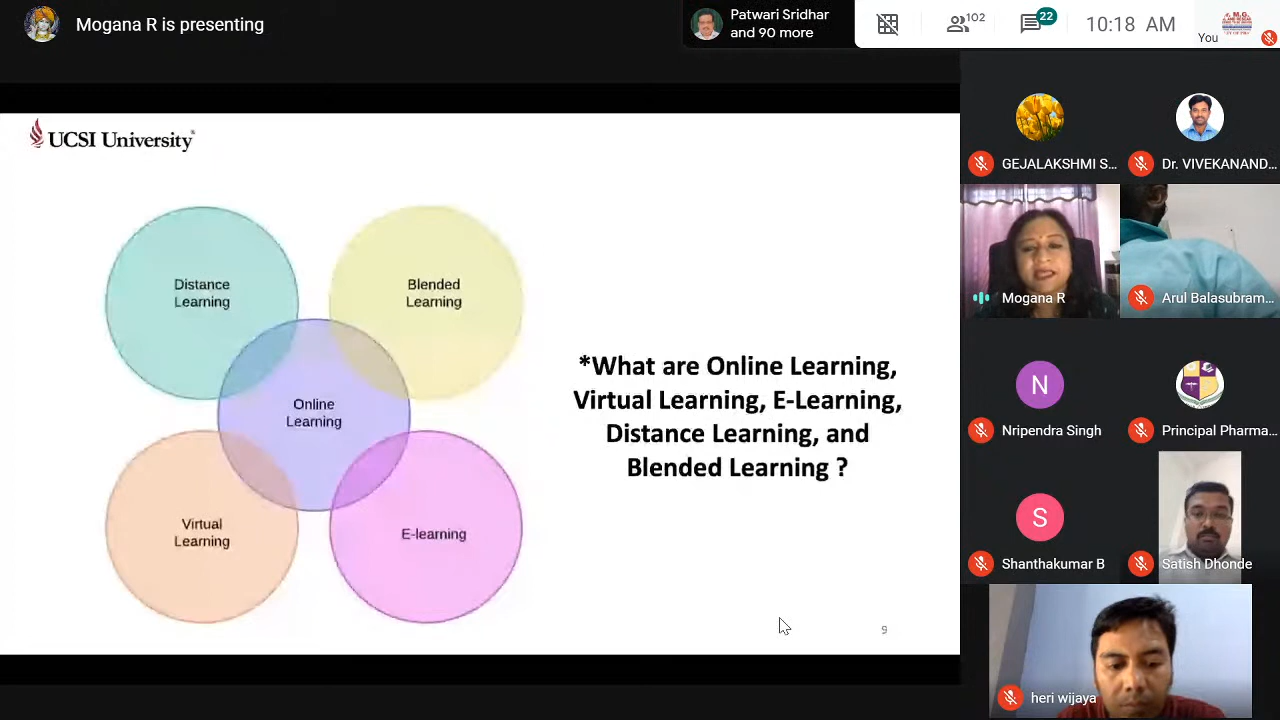 Mogana R is presenting
Patwari Sridhar
and 90 more
102
22
10:18 AM
You
UCSI University
Distance
Learning
Blended
Learning
Online
Learning
Virtual
Learning
E-learning
*What are Online Learning,
Virtual Learning, E-Learning,
Distance Learning, and
Blended Learning ?
9
GEJALAKSHMI S...
Dr. VIVEKANAND...
Mogana R
Arul Balasubram...
N
Nripendra Singh
Principal Pharma...
S
Shanthakumar B
Satish Dhonde
heri wijaya